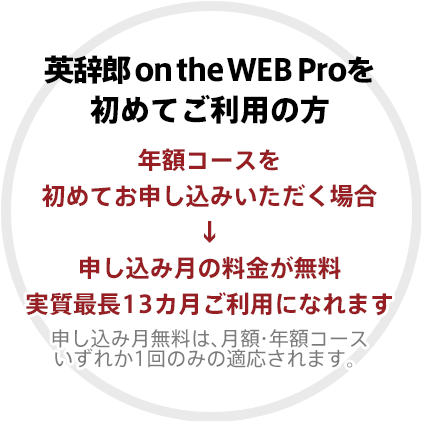 英辞郎 on the WEB Proを
初めてご利用の方
年額コースを
初めてお申し込みいただく場合
↓
申し込み月の料金が無料
実質最長13カ月ご利用になれます
申し込み月無料は、月額・年額コース
いずれか1回のみの適応されます。